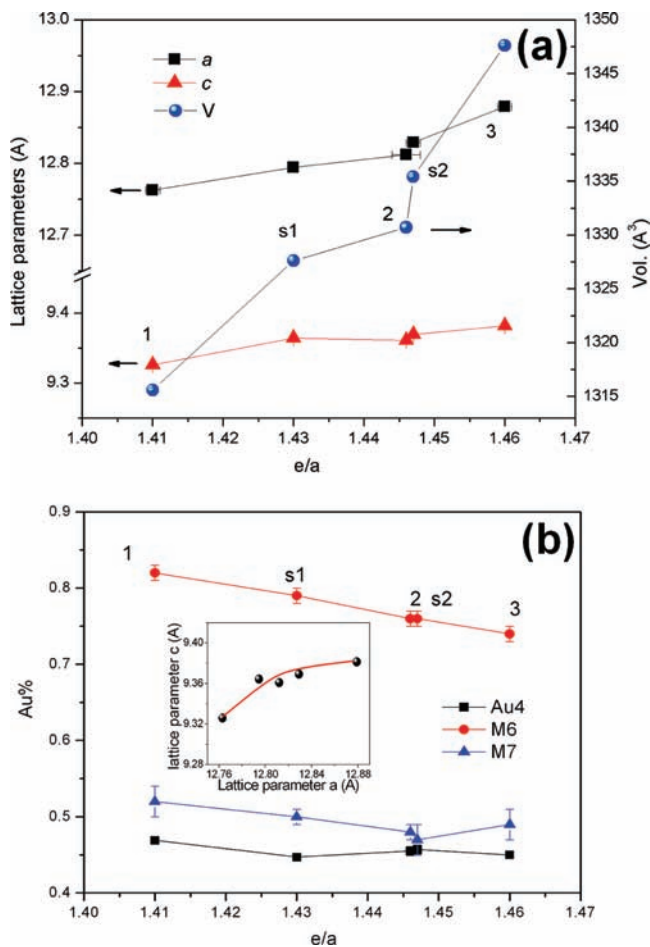 (a)
a
c
V
13.0
12.9
12.8
12.7
9.4
9.3
Lattice parameters (A)
1350
1345
1340
1335
1330
1325
1320
1315
Vol. (A³)
1
s1
2
s2
3
1.40 1.41 1.42 1.43 1.44 1.45 1.46 1.47
e/a
(b)
0.9
0.8
0.7
0.6
0.5
0.4
Au%
1
s1
2 s2
3
lattice parameter c (A)
9.40
9.36
9.32
9.28
12.76 12.80 12.84 12.88
Lattice parameter a (A)
Au4
M6
M7
1.40 1.41 1.42 1.43 1.44 1.45 1.46 1.47
e/a